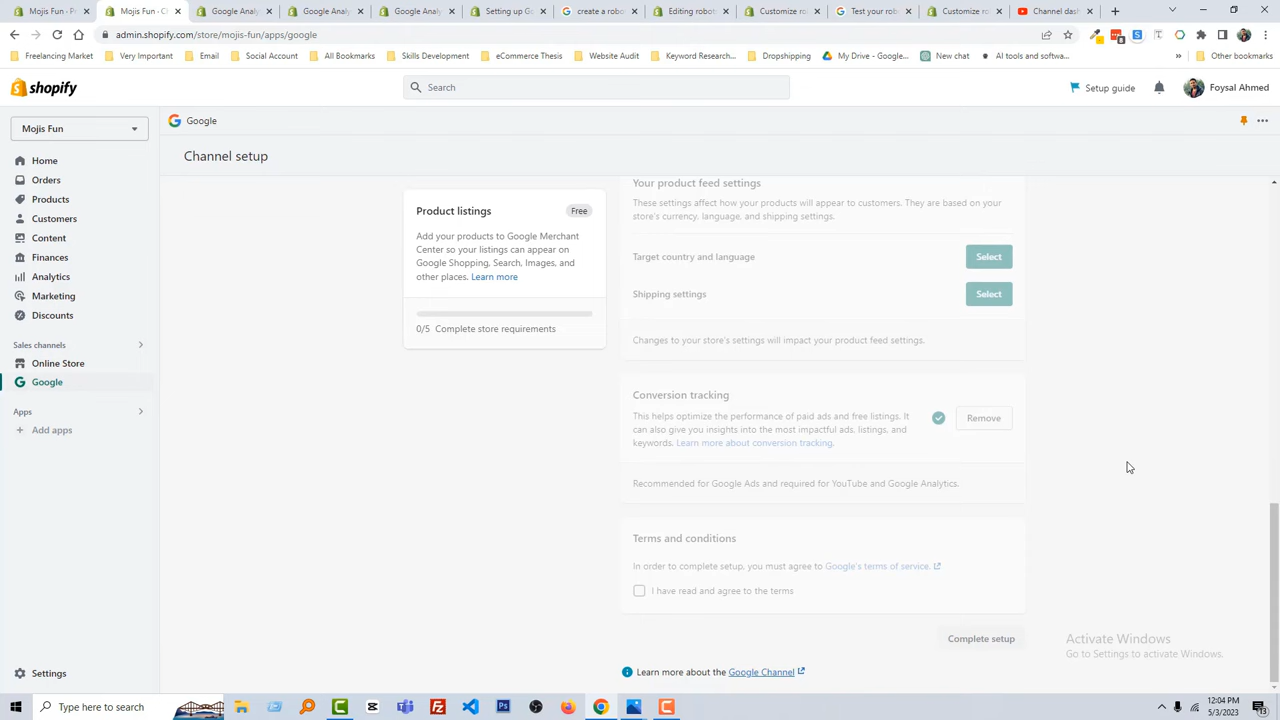 Mojis Fun · F
Mojis Fun · Cl
Google Analy
Google Analy
Google Analy
Setting up Go
create a robo
Editing robot
Customize ro
Test your robo
Customize ro
Channel dash
admin.shopify.com/store/mojis-fun/apps/google
Freelancing Market
Very Important
Email
Social Account
All Bookmarks
Skills Development
eCommerce Thesis
Website Audit
Keyword Research...
Dropshipping
My Drive - Google...
New chat
AI tools and softwa...
Other bookmarks
shopify
Search
Setup guide
Foysal Ahmed
Mojis Fun
Google
Channel setup
Home
Orders
Products
Customers
Content
Finances
Analytics
Marketing
Discounts
Sales channels
Online Store
Google
Apps
Add apps
Settings
Product listings
Free
Add your products to Google Merchant
Center so your listings can appear on
Google Shopping, Search, Images, and
other places. Learn more
0/5 Complete store requirements
Your product feed settings
These settings affect how your products will appear to customers. They are based on your
store's currency, language, and shipping settings.
Target country and language
Select
Shipping settings
Select
Changes to your store's settings will impact your product feed settings.
Conversion tracking
This helps optimize the performance of paid ads and free listings. It
can also give you insights into the most impactful ads, listings, and
keywords. Learn more about conversion tracking.
Remove
Recommended for Google Ads and required for YouTube and Google Analytics.
Terms and conditions
In order to complete setup, you must agree to Google's terms of service.
I have read and agree to the terms
Complete setup
Learn more about the Google Channel
Activate Windows
Go to Settings to activate Windows.
Type here to search
12:04 PM
5/3/2023